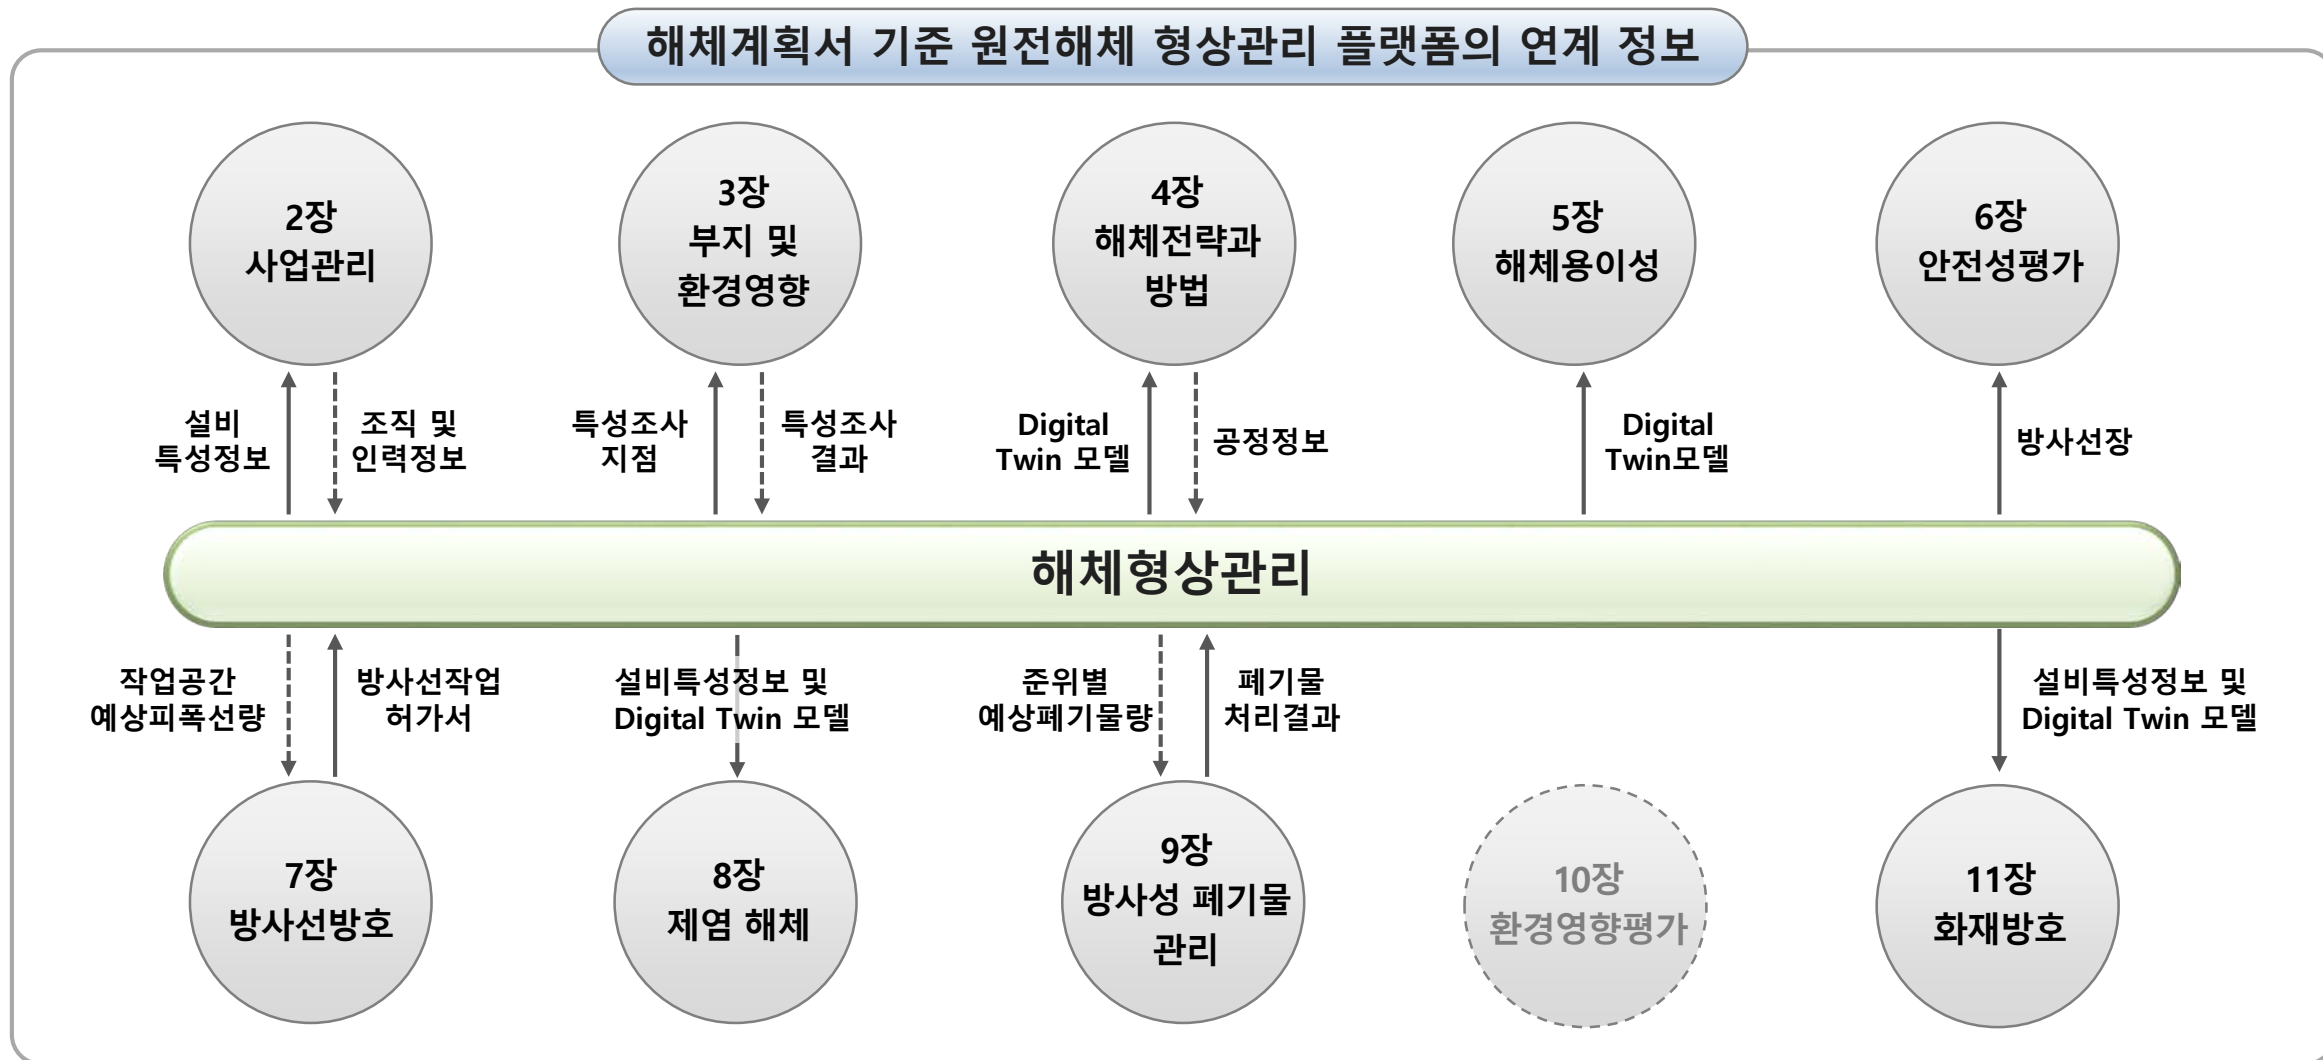 해체계획서 기준 원전해체 형상관리 플랫폼의 연계 정보
2장
사업관리
3장
부지 및
환경영향
4장
해체전략과
방법
5장
해체용이성
6장
안전성평가
설비
특성정보
조직 및
인력정보
특성조사
지점
특성조사
결과
Digital
Twin 모델
공정정보
Digital
Twin모델
방사선장
해체형상관리
작업공간
예상피폭선량
방사선작업
허가서
설비특성정보 및
Digital Twin 모델
준위별
예상폐기물량
폐기물
처리결과
설비특성정보 및
Digital Twin 모델
7장
방사선방호
8장
제염 해체
9장
방사성 폐기물
관리
10장
환경영향평가
11장
화재방호